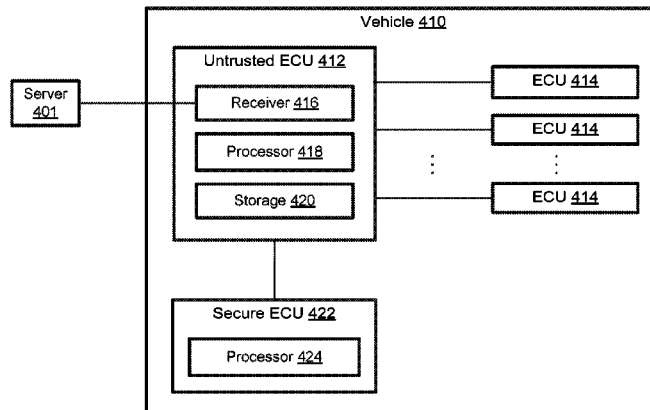 Vehicle 410
Untrusted ECU 412
Server
401
Receiver 416
Processor 418
Storage 420
ECU 414
ECU 414
ECU 414
Secure ECU 422
Processor 424